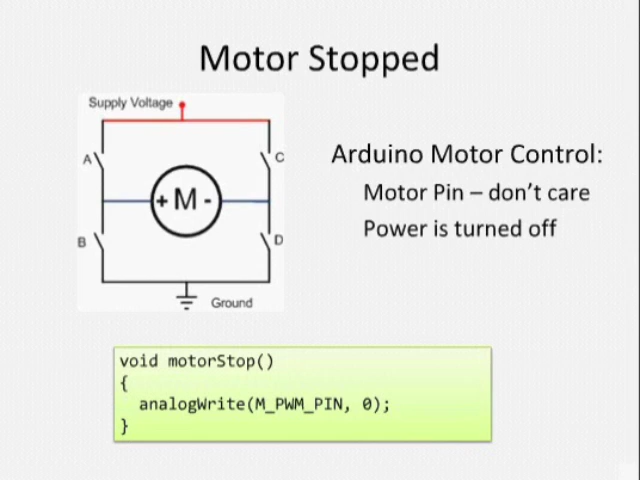 Motor Stopped
Supply Voltage
A
C
+ M -
B
D
Ground
Arduino Motor Control:
Motor Pin – don't care
Power is turned off
void motorStop()
{
analogWrite(M_PWM_PIN, 0);
}